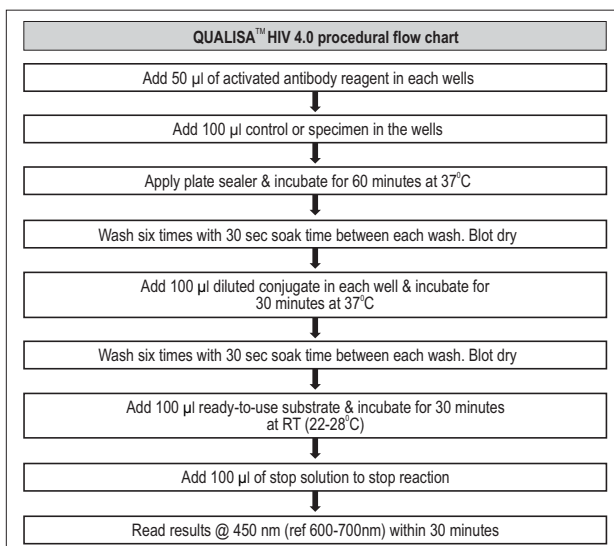 QUALISA™ HIV 4.0 procedural flow chart
Add 50 µl of activated antibody reagent in each wells
Add 100 µl control or specimen in the wells
Apply plate sealer & incubate for 60 minutes at 37⁰C
Wash six times with 30 sec soak time between each wash. Blot dry
Add 100 µl diluted conjugate in each well & incubate for
30 minutes at 37⁰C
Wash six times with 30 sec soak time between each wash. Blot dry
Add 100 µl ready-to-use substrate & incubate for 30 minutes
at RT (22-28⁰C)
Add 100 µl of stop solution to stop reaction
Read results @ 450 nm (ref 600-700nm) within 30 minutes